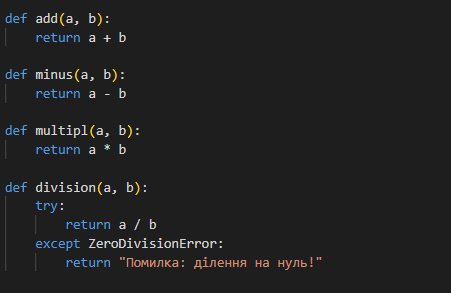 def add(a, b):
    return a + b
def minus(a, b):
    return a - b
def multipl(a, b):
    return a * b
def division(a, b):
    try:
        return a / b
    except ZeroDivisionError:
        return "Помилка: ділення на нуль!"